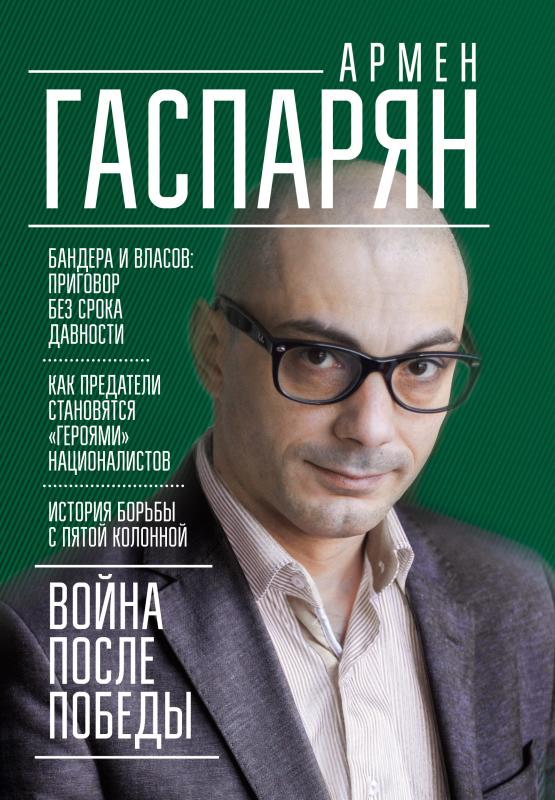 АРМЕН
ГАСПАРЯН
БАНДЕРА И ВЛАСОВ:
ПРИГОВОР
БЕЗ СРОКА
ДАВНОСТИ
КАК ПРЕДАТЕЛИ
СТАНОВЯТСЯ
«ГЕРОЯМИ»
НАЦИОНАЛИСТОВ
ИСТОРИЯ БОРЬБЫ
С ПЯТОЙ КОЛОННОЙ
ВОЙНА
ПОСЛЕ
ПОБЕДЫ